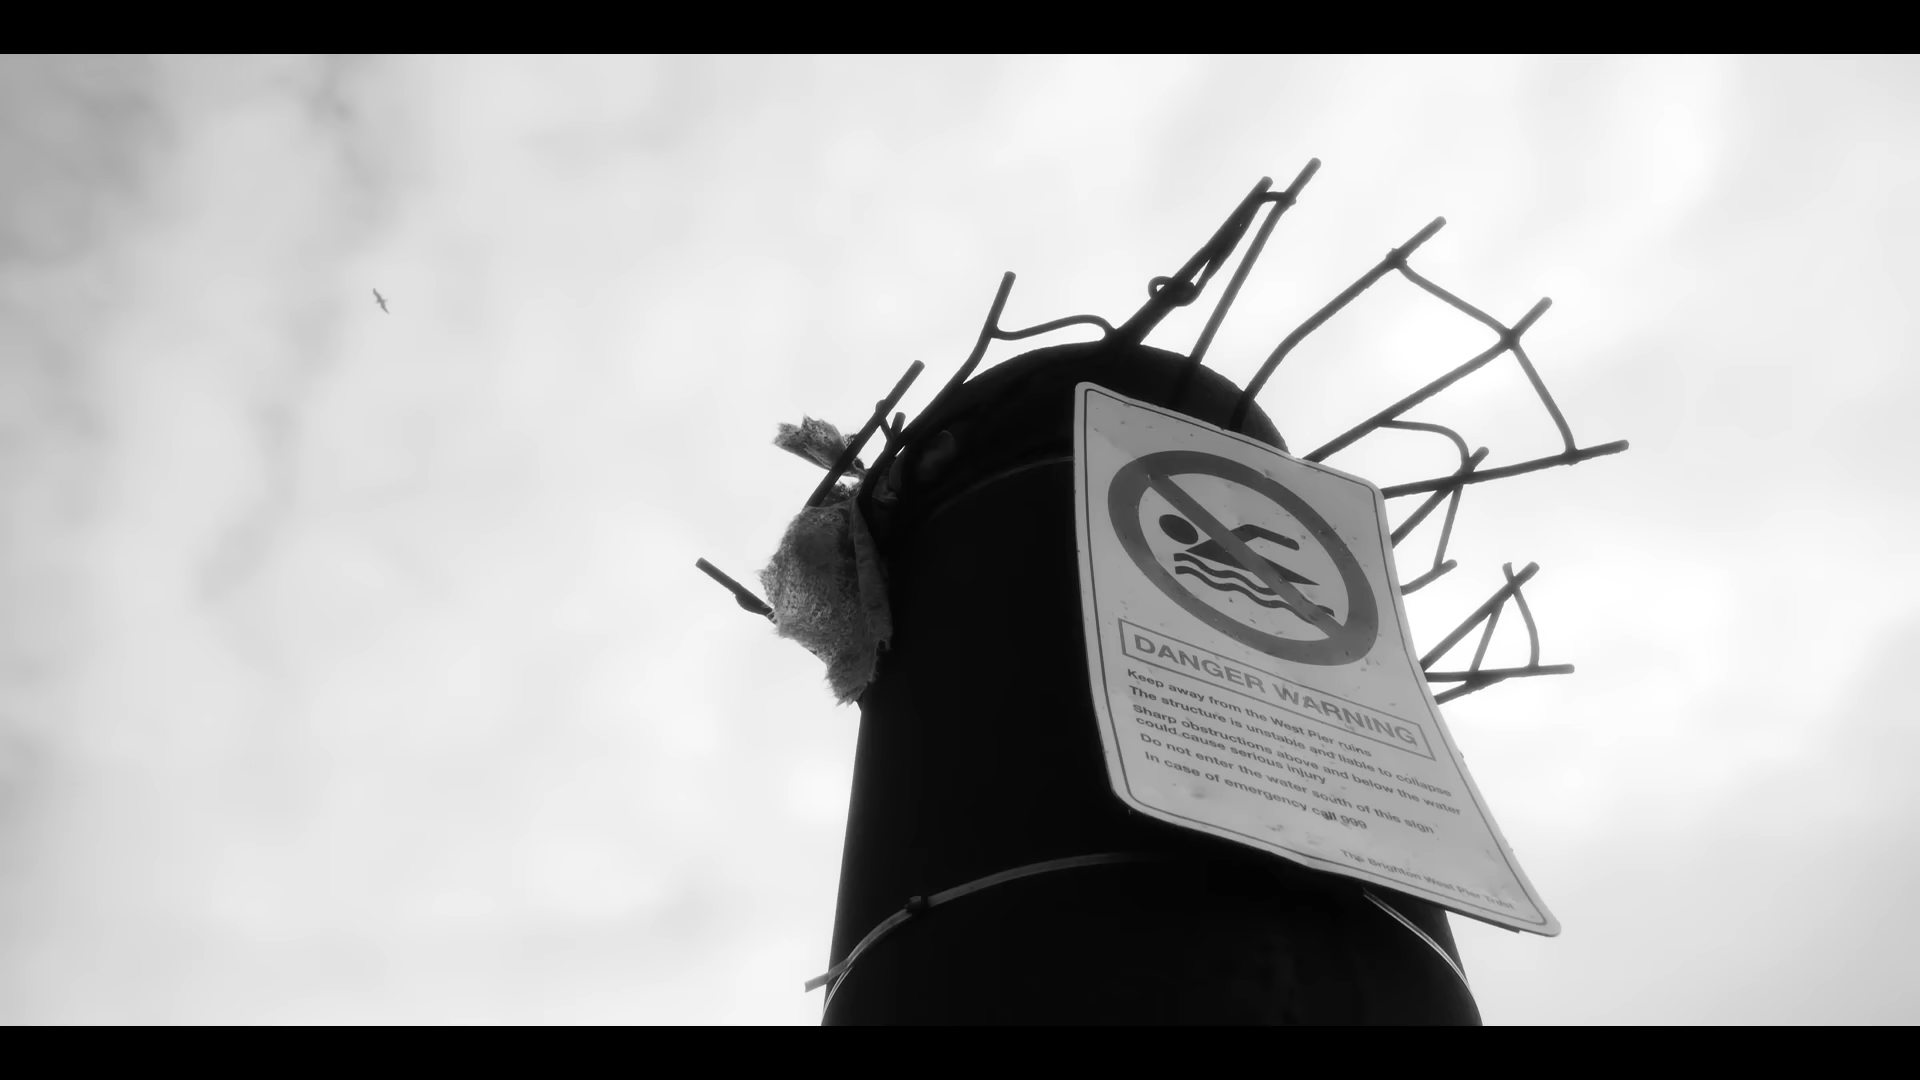 DANGER WARNING
Keep away from the West Pier ruins
The structure is unstable and liable to collapse
Sharp obstructions above and below the water
could cause serious injury
Do not enter the water south of this sign
In case of emergency call 999
The Brighton West Pier Trust